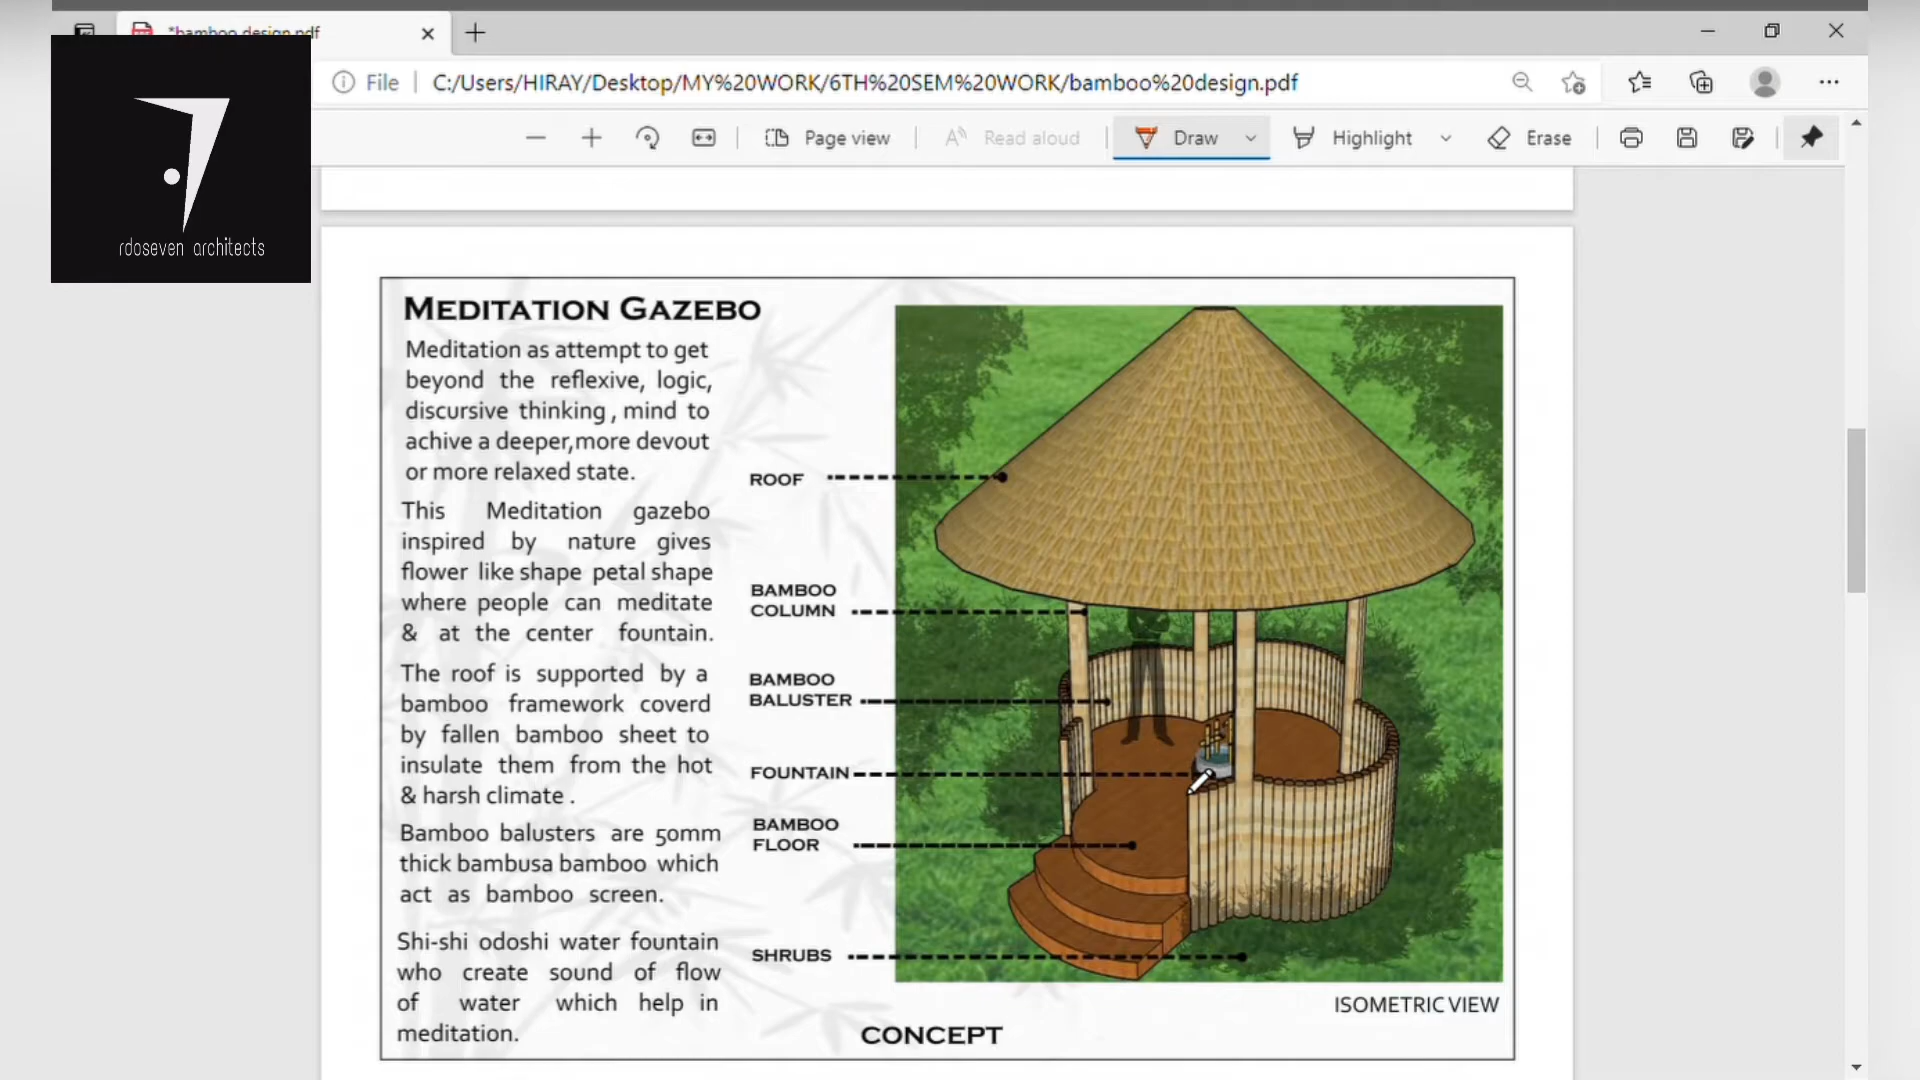 *bamboo design.pdf
File
C:/Users/HIRAY/Desktop/MY%20WORK/6TH%20SEM%20WORK/bamboo%20design.pdf
Page view
Read aloud
Draw
Highlight
Erase
rdoseven architects
MEDITATION GAZEBO
Meditation as attempt to get
beyond the reflexive, logic,
discursive thinking , mind to
achive a deeper,more devout
or more relaxed state.
This Meditation gazebo
inspired by nature gives
flower like shape petal shape
where people can meditate
& at the center fountain.
The roof is supported by a
bamboo framework coverd
by fallen bamboo sheet to
insulate them from the hot
& harsh climate .
Bamboo balusters are 50mm
thick bambusa bamboo which
act as bamboo screen.
Shi-shi odoshi water fountain
who create sound of flow
of water which help in
meditation.
ROOF
BAMBOO
COLUMN
BAMBOO
BALUSTER
FOUNTAIN
BAMBOO
FLOOR
SHRUBS
ISOMETRIC VIEW
CONCEPT